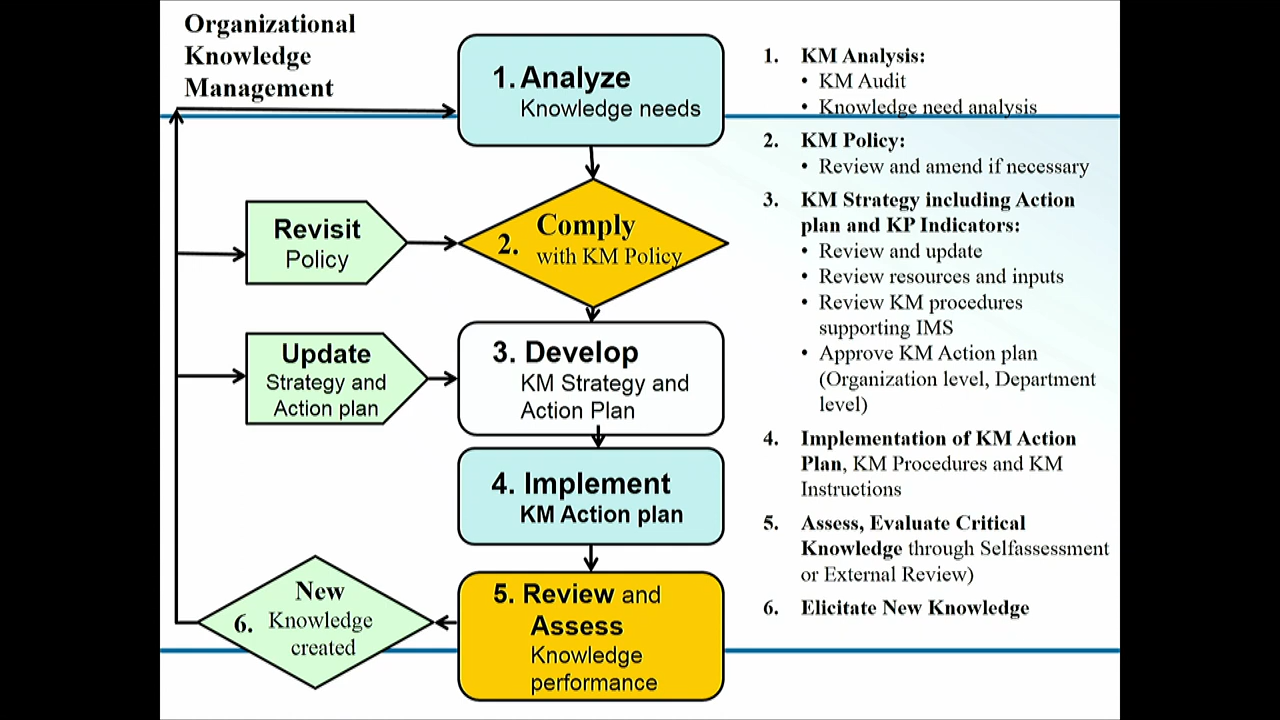 Organizational
Knowledge
Management
1. Analyze
Knowledge needs
Revisit
Policy
2. Comply
with KM Policy
Update
Strategy and
Action plan
3. Develop
KM Strategy and
Action Plan
4. Implement
KM Action plan
5. Review and
Assess
Knowledge
performance
New
6. Knowledge
created
1. KM Analysis:
• KM Audit
• Knowledge need analysis
2. KM Policy:
• Review and amend if necessary
3. KM Strategy including Action
plan and KP Indicators:
• Review and update
• Review resources and inputs
• Review KM procedures
supporting IMS
• Approve KM Action plan
(Organization level, Department
level)
4. Implementation of KM Action
Plan, KM Procedures and KM
Instructions
5. Assess, Evaluate Critical
Knowledge through Selfassessment
or External Review)
6. Elicitate New Knowledge